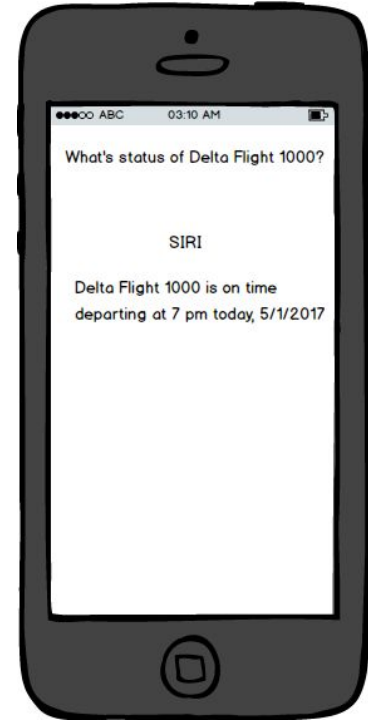 ABC 03:10 AM
What's status of Delta Flight 1000?
SIRI
Delta Flight 1000 is on time
departing at 7 pm today, 5/1/2017